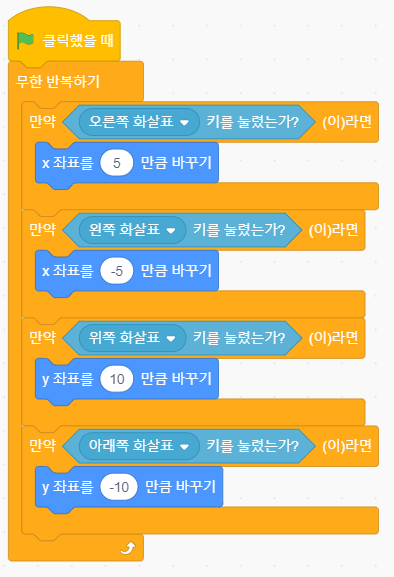 클릭했을 때
무한 반복하기
만약 오른쪽 화살표 키를 눌렀는가? (이)라면
x 좌표를 5 만큼 바꾸기
만약 왼쪽 화살표 키를 눌렀는가? (이)라면
x 좌표를 -5 만큼 바꾸기
만약 위쪽 화살표 키를 눌렀는가? (이)라면
y 좌표를 10 만큼 바꾸기
만약 아래쪽 화살표 키를 눌렀는가? (이)라면
y 좌표를 -10 만큼 바꾸기